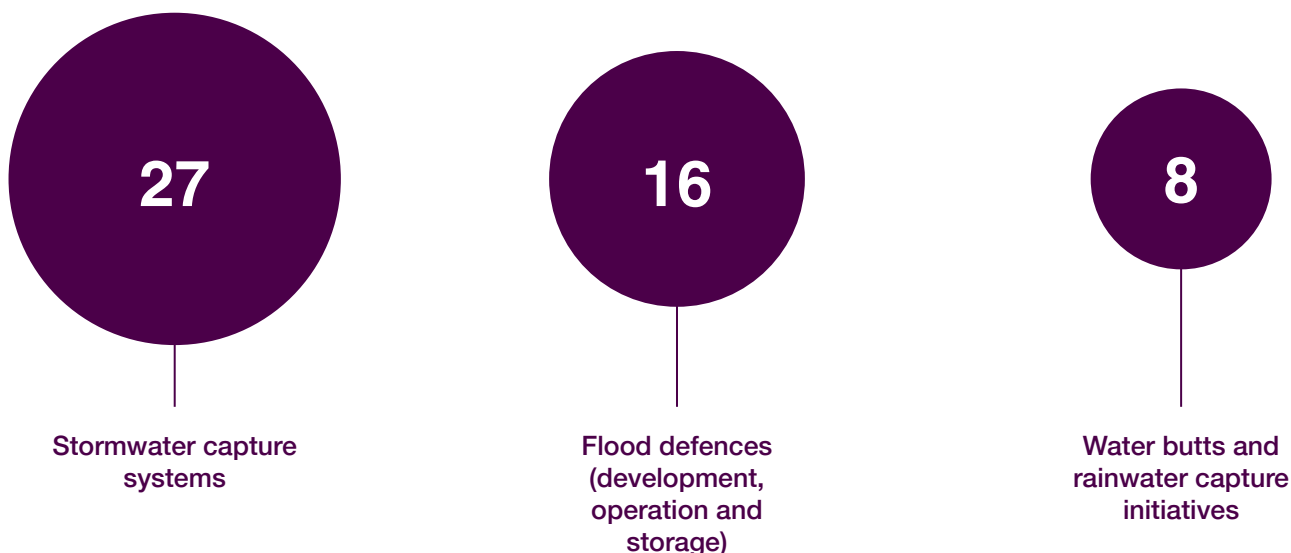 27
16
8
Stormwater capture
systems
Flood defences
(development,
operation and
storage)
Water butts and
rainwater capture
initiatives